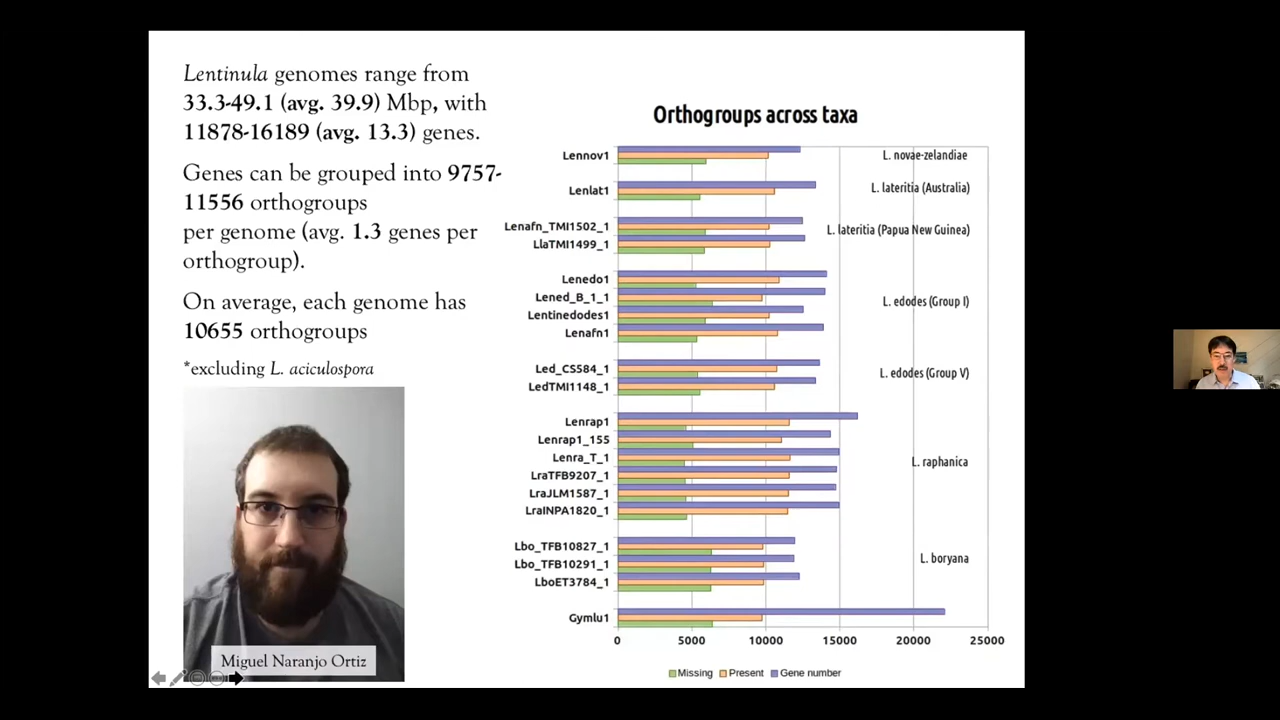 Lentinula genomes range from
33.3-49.1 (avg. 39.9) Mbp, with
11878-16189 (avg. 13.3) genes.
Genes can be grouped into 9757-
11556 orthogroups
per genome (avg. 1.3 genes per
orthogroup).
On average, each genome has
10655 orthogroups
*excluding L. aciculospora
Miguel Naranjo Ortiz
Orthogroups across taxa
Lennov1
L. novae-zelandiae
Lenlat1
L. lateritia (Australia)
Lenafn_TMI1502_1
L. lateritia (Papua New Guinea)
LlaTMI1499_1
Lenedo1
Lened_B_1_1
L. edodes (Group I)
Lentinedodes1
Lenafn1
Led_CS584_1
L. edodes (Group V)
LedTMI1148_1
Lenrap1
Lenrap1_155
Lenra_T_1
L. raphanica
LraTFB9207_1
LraJLM1587_1
LraINPA1820_1
Lbo_TFB10827_1
Lbo_TFB10291_1
L. boryana
LboET3784_1
Gymlu1
0 5000 10000 15000 20000 25000
Missing Present Gene number